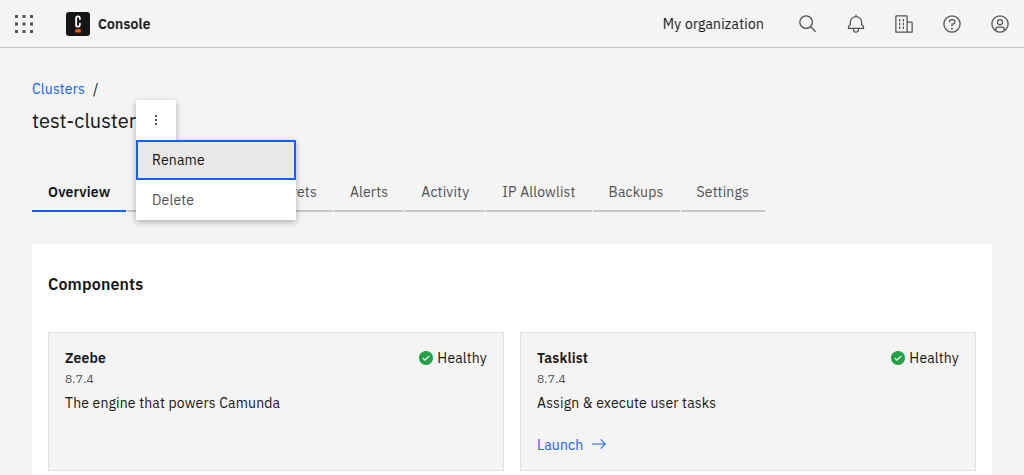 Console
My organization
Clusters /
test-cluster
Rename
Delete
Overview
Alerts
Activity
IP Allowlist
Backups
Settings
Components
Zeebe
Healthy
8.7.4
The engine that powers Camunda
Tasklist
Healthy
8.7.4
Assign & execute user tasks
Launch